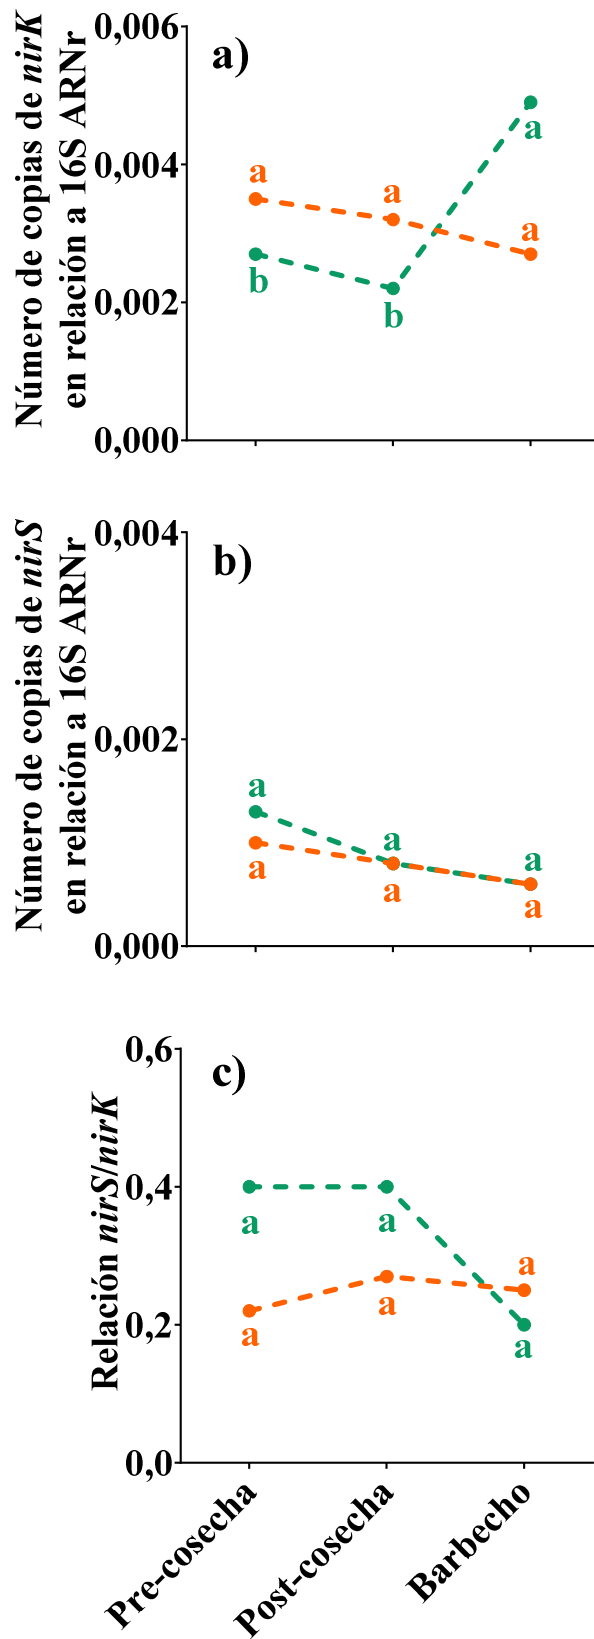 Número de copias de nirK
en relación a 16S ARNr
0,006
0,004
0,002
0,000
a)
a
a
a
a
b
b
Número de copias de nirS
en relación a 16S ARNr
0,004
0,002
0,000
b)
a
a
a
a
a
a
Relación nirS/nirK
0,6
0,4
0,2
0,0
c)
a
a
a
a
a
a
Pre-cosecha
Post-cosecha
Barbecho